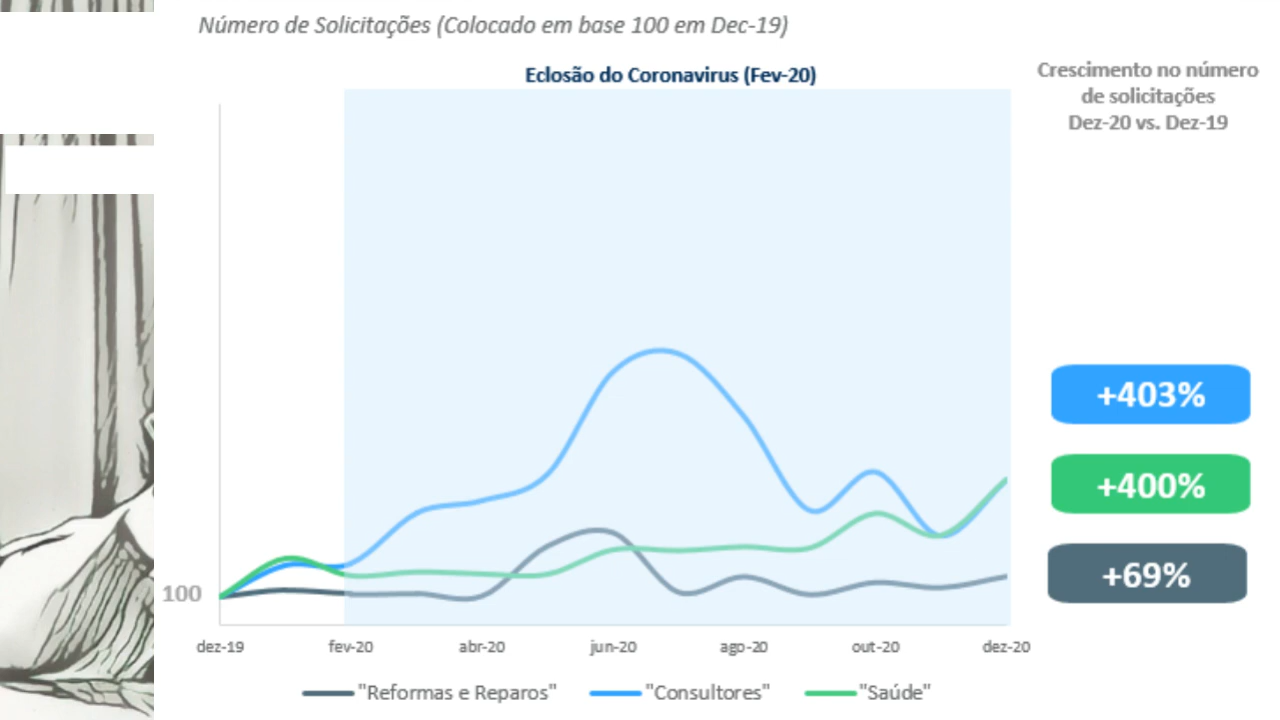 Número de Solicitações (Colocado em base 100 em Dec-19)
Eclosão do Coronavirus (Fev-20)
Crescimento no número
de solicitações
Dez-20 vs. Dez-19
+403%
+400%
+69%
100
dez-19 fev-20 abr-20 jun-20 ago-20 out-20 dez-20
"Reformas e Reparos" "Consultores" "Saúde"